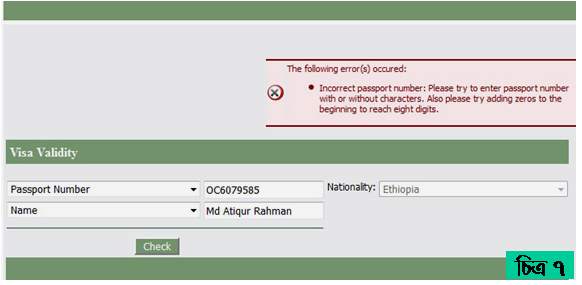 The following error(s) occured:
Incorrect passport number: Please try to enter passport number
with or without characters. Also please try adding zeros to the
beginning to reach eight digits.
Visa Validity
Passport Number OC6079585 Nationality: Ethiopia
Name Md Atiqur Rahman
Check
চিত্র ৭